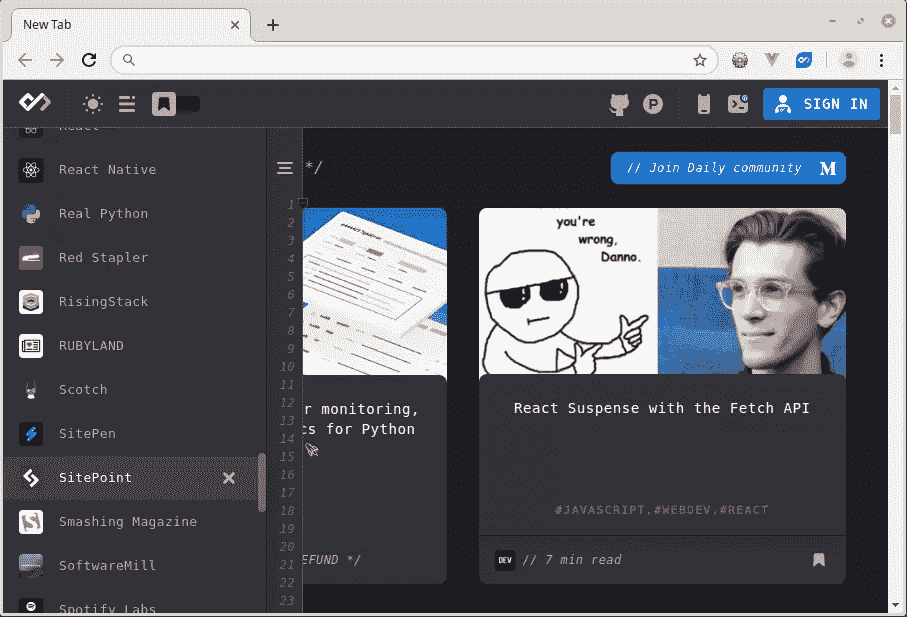 New Tab
SIGN IN
React
React Native
Real Python
Red Stapler
RisingStack
RUBYLAND
Scotch
SitePen
SitePoint
Smashing Magazine
SoftwareMill
Spotify Labs
1
2
3
4
5
6
7
8
9
10
11
12
13
14
15
16
17
18
19
20
21
22
23
*/
// Join Daily community M
r monitoring,
cs for Python
EFUND */
you're
wrong,
Danno.
React Suspense with the Fetch API
#JAVASCRIPT,#WEBDEV,#REACT
DEV // 7 min read